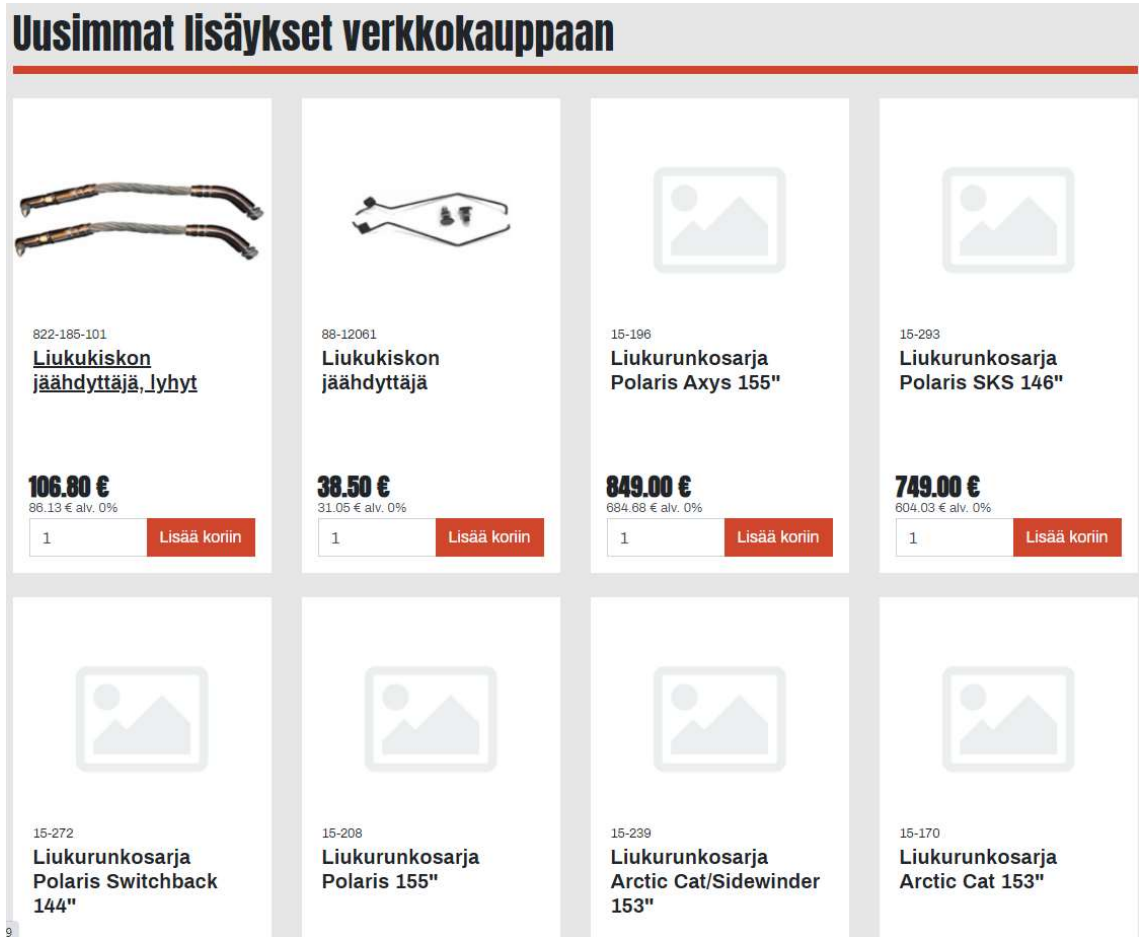 Uusimmat lisäykset verkkokauppaan
822-185-101
Liukukiskon
jäähdyttäjä, lyhyt
106.80 €
86.13 € alv. 0%
1
Lisää koriin
88-12061
Liukukiskon
jäähdyttäjä
38.50 €
31.05 € alv. 0%
1
Lisää koriin
15-196
Liukurunkosarja
Polaris Axys 155"
849.00 €
684.68 € alv. 0%
1
Lisää koriin
15-293
Liukurunkosarja
Polaris SKS 146"
749.00 €
604.03 € alv. 0%
1
Lisää koriin
15-272
Liukurunkosarja
Polaris Switchback
144"
15-208
Liukurunkosarja
Polaris 155"
15-239
Liukurunkosarja
Arctic Cat/Sidewinder
153"
15-170
Liukurunkosarja
Arctic Cat 153"
9